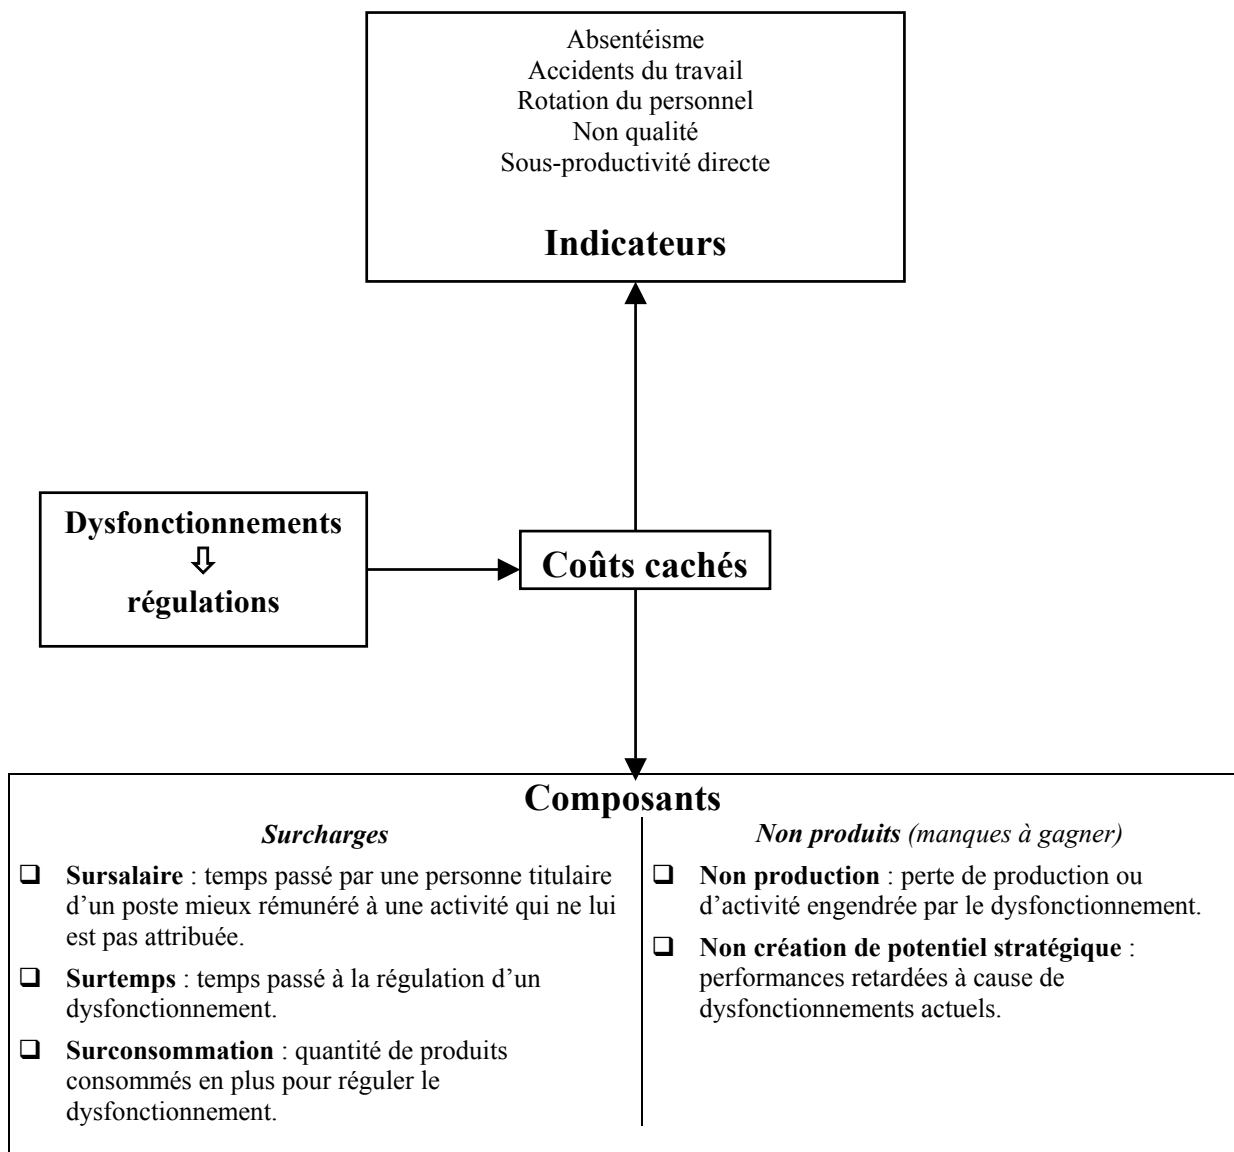 Absentéisme
Accidents du travail
Rotation du personnel
Non qualité
Sous-productivité directe
Indicateurs
Dysfonctionnements
⇩
régulations
Coûts cachés
Composants
Surcharges
❑ Sursalaire : temps passé par une personne titulaire
d’un poste mieux rémunéré à une activité qui ne lui
est pas attribuée.
❑ Surtemps : temps passé à la régulation d’un
dysfonctionnement.
❑ Surconsommation : quantité de produits
consommés en plus pour réguler le
dysfonctionnement.
Non produits (manques à gagner)
❑ Non production : perte de production ou
d’activité engendrée par le dysfonctionnement.
❑ Non création de potentiel stratégique :
performances retardées à cause de
dysfonctionnements actuels.